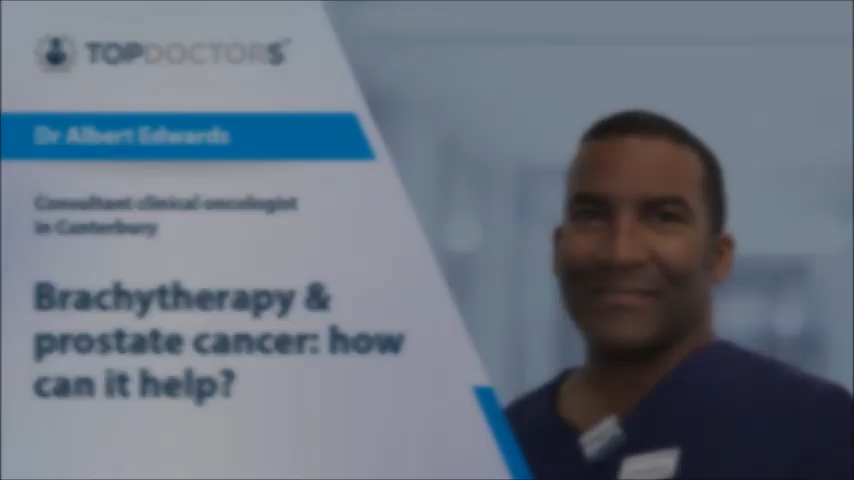 TOPDOCTORS
Dr Albert Edwards
Consultant clinical oncologist
in Canterbury
Brachytherapy &
prostate cancer: how
can it help?